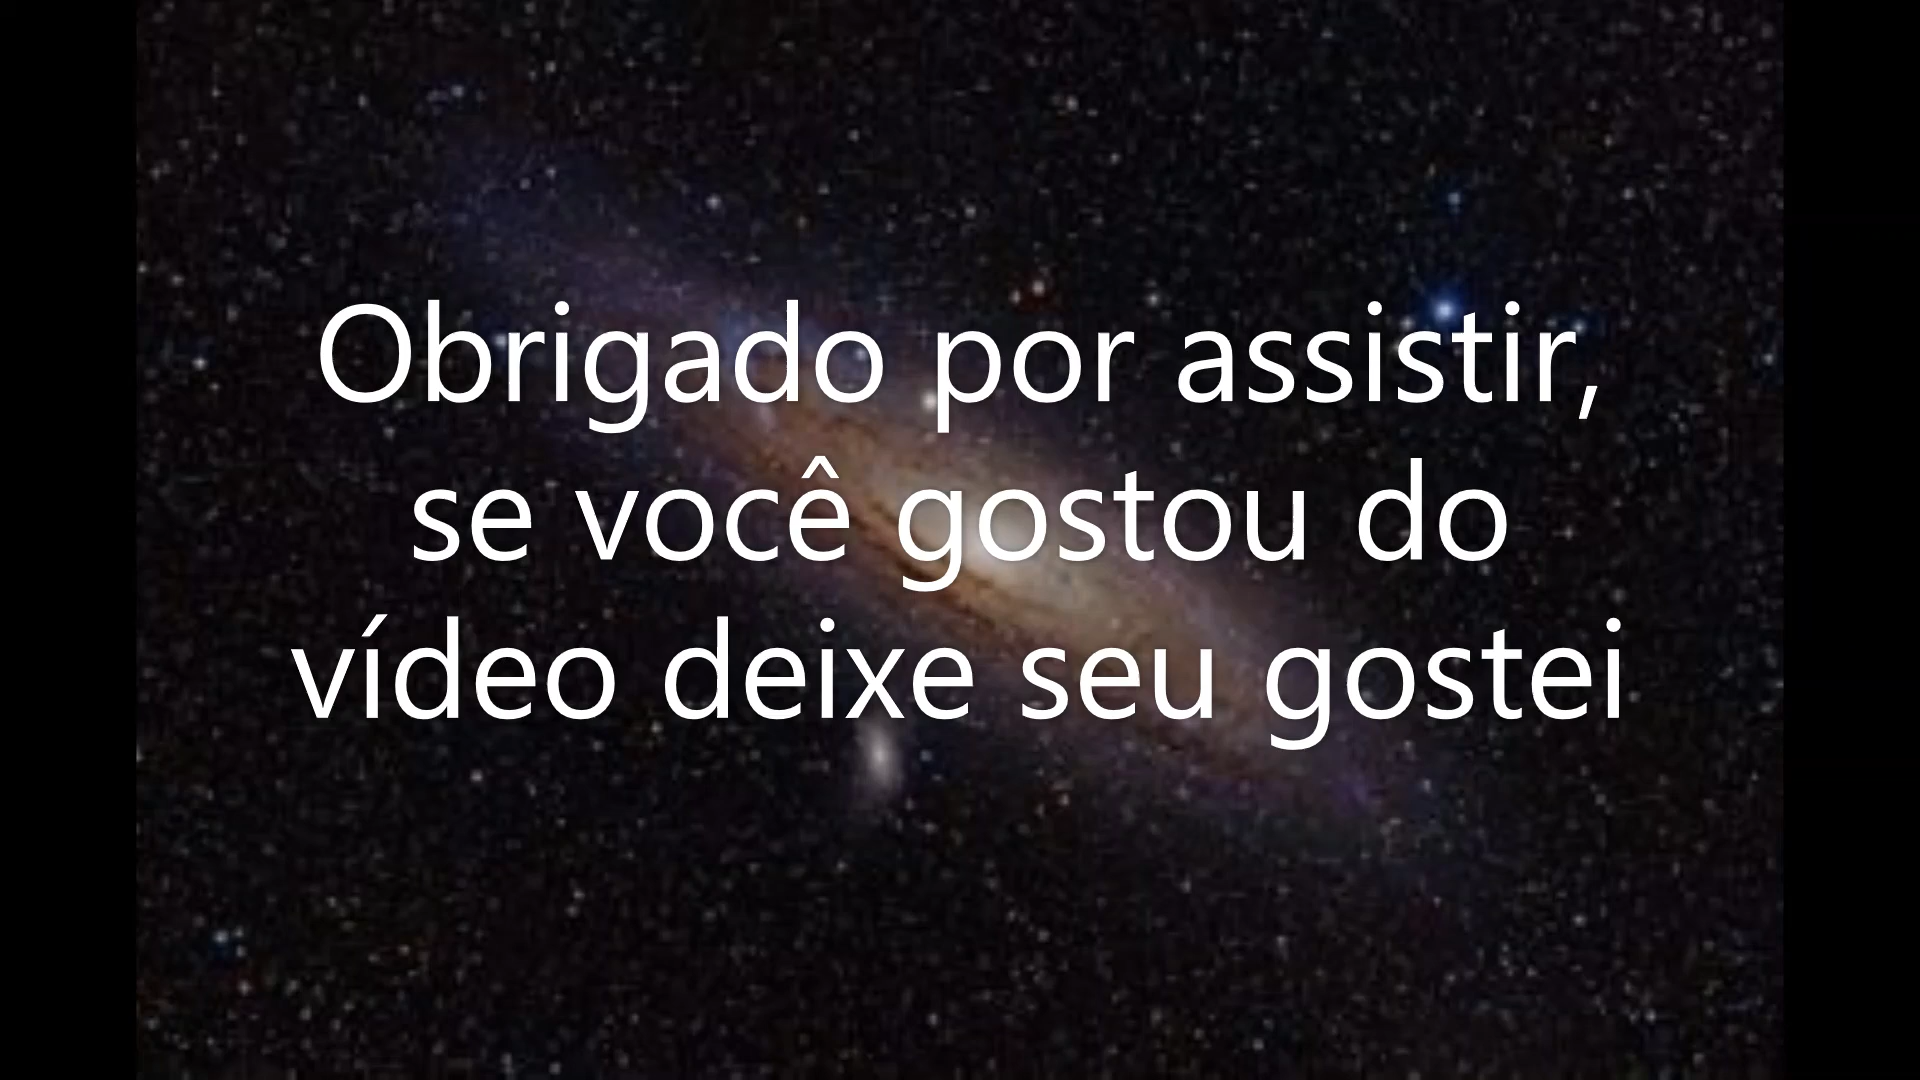 Obrigado por assistir,
se você gostou do
vídeo deixe seu gostei